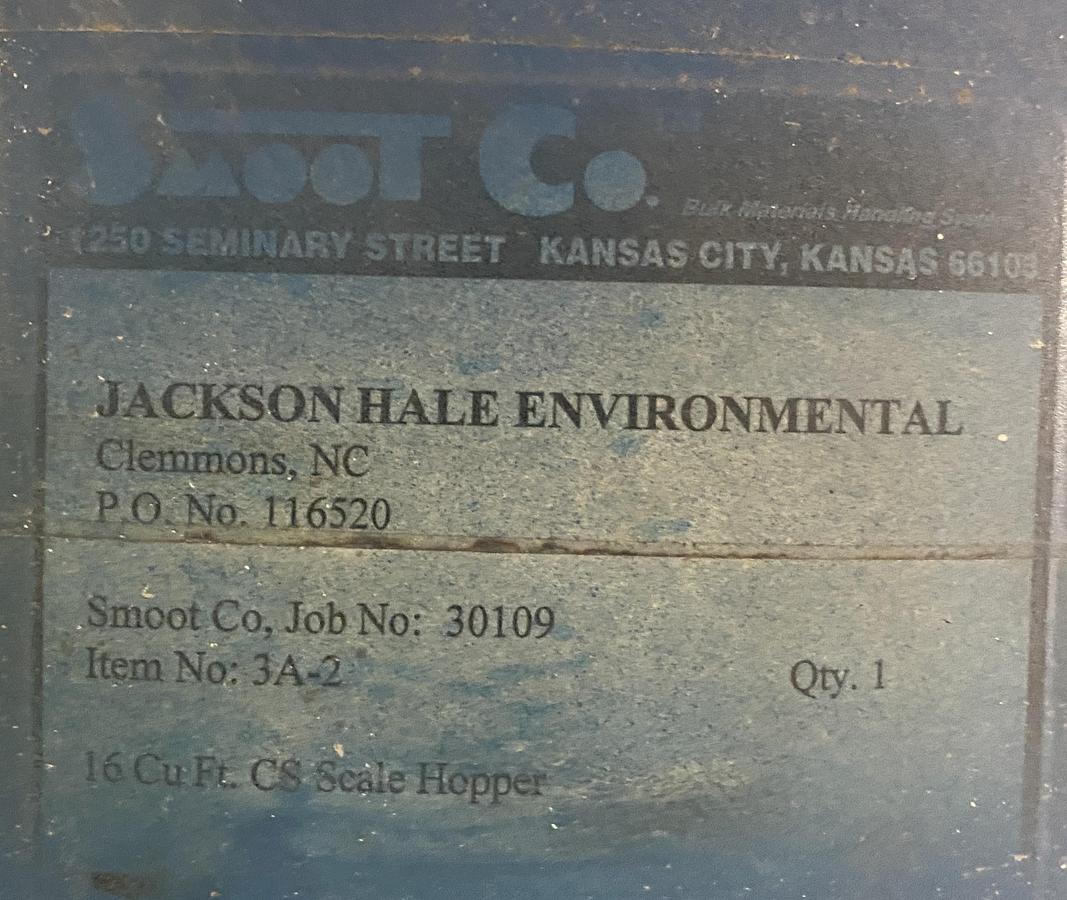 Smoot Co.
Bulk Materials Handling
1250 SEMINARY STREET KANSAS CITY, KANSAS 66103
JACKSON HALE ENVIRONMENTAL
Clemmons, NC
P.O. No. 116520
Smoot Co, Job No: 30109
Item No: 3A-2 Qty. 1
16 Cu Ft. CS Scale Hopper